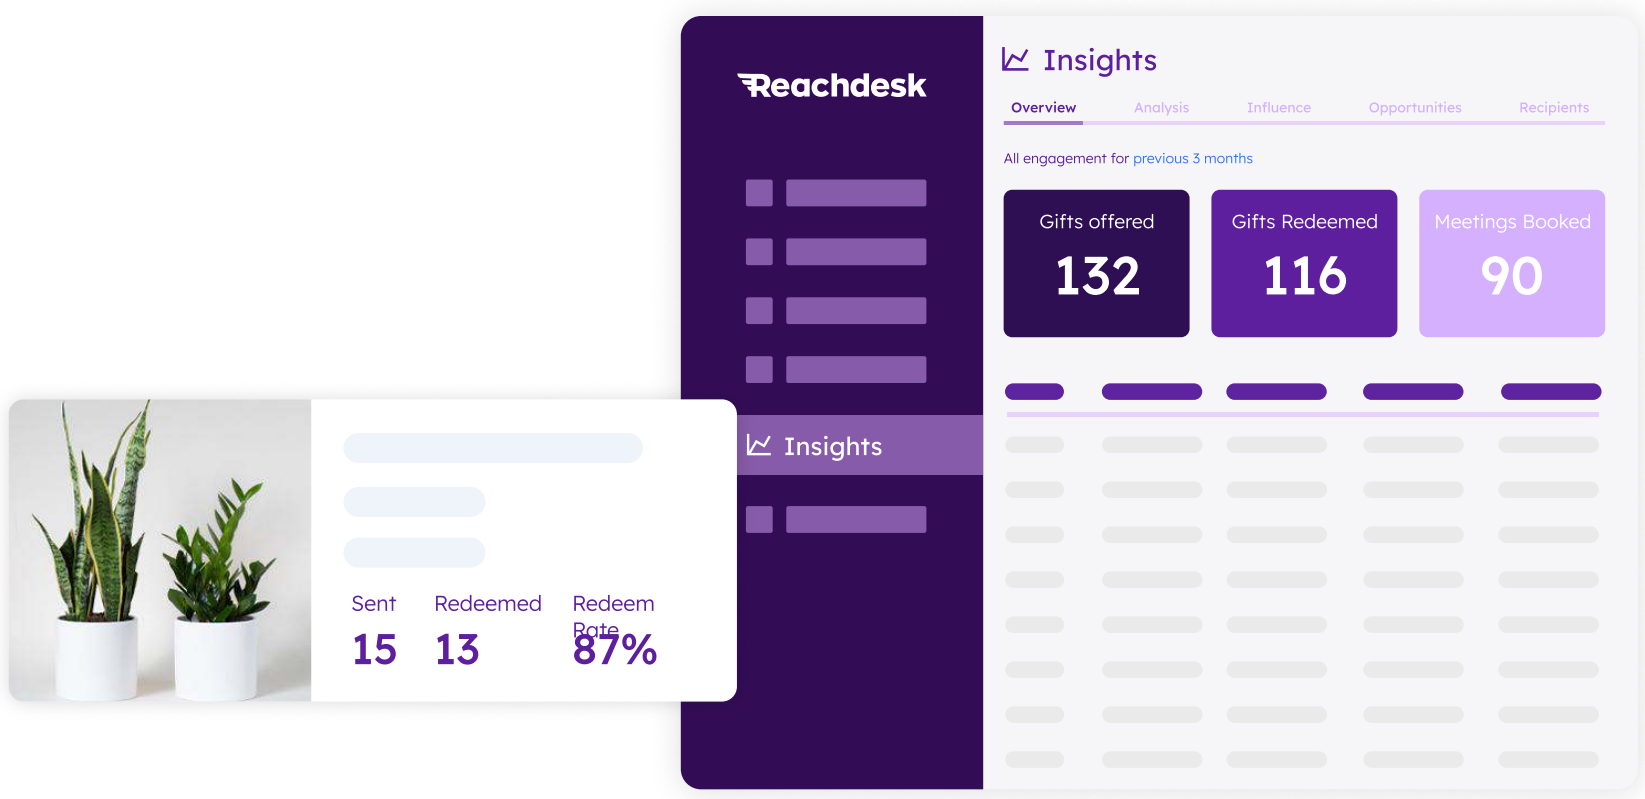 Reachdesk
Insights
Insights
Overview Analysis Influence Opportunities Recipients
All engagement for previous 3 months
Gifts offered
132
Gifts Redeemed
116
Meetings Booked
90
Sent
15
Redeemed
13
Redeem
Rate
87%